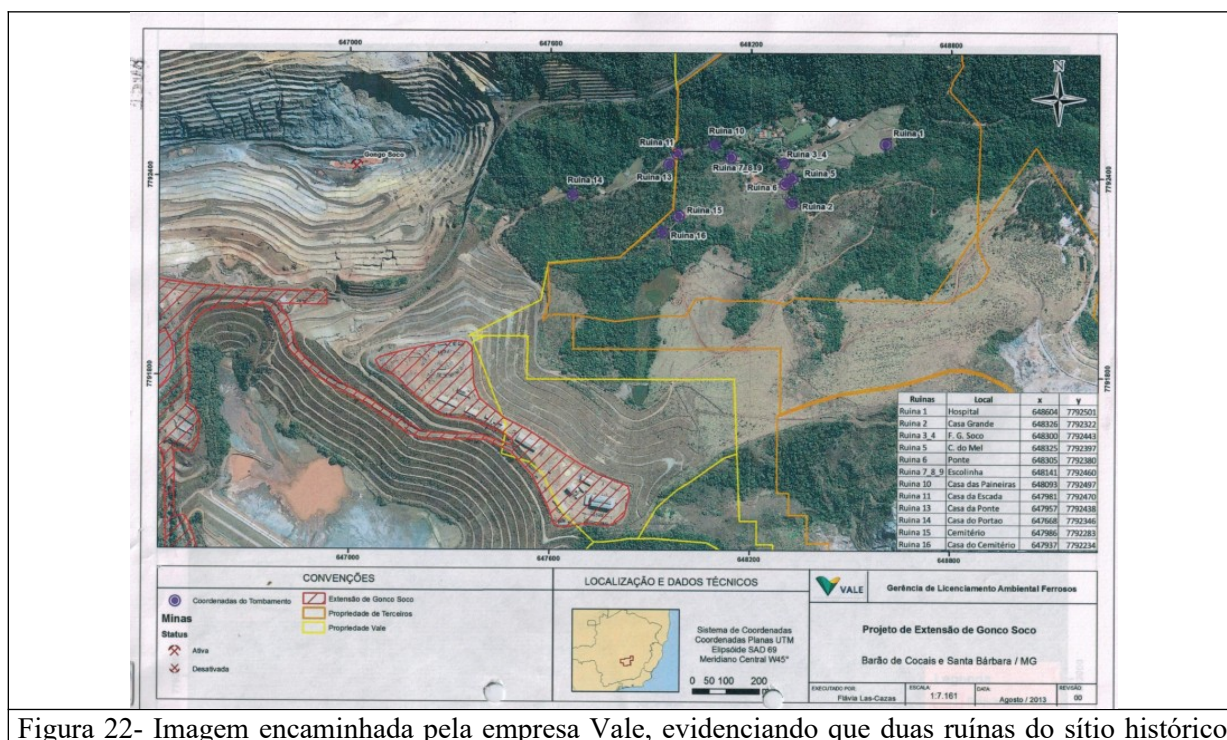 647000 647600 648200 648800
N
Gongo Soco
7792400
7792400
Ruina 10
Ruina 1
Ruina 11
Ruina 3_4
Ruina 7_8_9
Ruina 13
Ruina 5
Ruina 14
Ruina 6
Ruina 15
Ruina 2
Ruina 16
7791800
7791800
Ruinas Local x y
Ruina 1 Hospital 648604 7792501
Ruina 2 Casa Grande 648326 7792322
Ruina 3_4 F. G. Soco 648300 7792443
Ruina 5 C. do Mel 648325 7792397
Ruina 6 Ponte 648305 7792380
Ruina 7_8_9 Escolinha 648141 7792460
Ruina 10 Casa das Paineiras 648093 7792497
Ruina 11 Casa da Escada 647981 7792470
Ruina 13 Casa da Ponte 647957 7792438
Ruina 14 Casa do Portao 647668 7792346
Ruina 15 Cemitério 647986 7792283
Ruina 16 Casa do Cemitério 647937 7792234
647000 647600 648200 648800
CONVENÇÕES
Coordenadas do Tombamento
Minas
Status
Ativa
Desativada
Extensão de Gonco Soco
Propriedade de Terceiros
Propriedade Vale
LOCALIZAÇÃO E DADOS TÉCNICOS
Sistema de Coordenadas
Coordenadas Planas UTM
Elipsóide SAD 69
Meridiano Central W45°
0 50 100 200
VALE
Gerência de Licenciamento Ambiental Ferrosos
Projeto de Extensão de Gonco Soco
Barão de Cocais e Santa Bárbara / MG
EXECUTADO POR: Flávia Las-Cazas
ESCALA: 1:7.161
DATA: Agosto / 2013
REVISÃO: 00
Figura 22- Imagem encaminhada pela empresa Vale, evidenciando que duas ruínas do sítio histórico